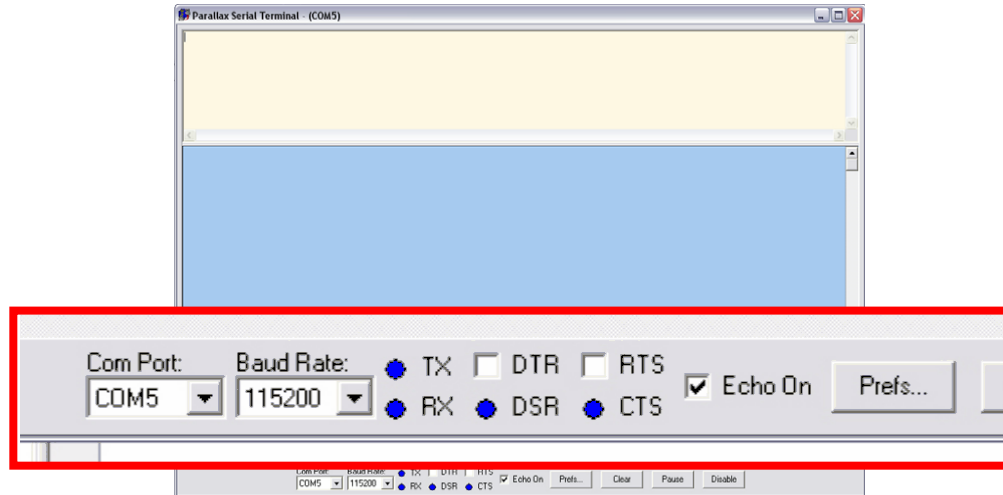 Parallax Serial Terminal - (COM5)
Com Port: Baud Rate: TX DTR RTS
COM5 115200 RX DSR CTS Echo On Prefs...
Com Port: Baud Rate: TX DTR RTS
COM5 115200 RX DSR CTS Echo On Prefs... Clear Pause Disable